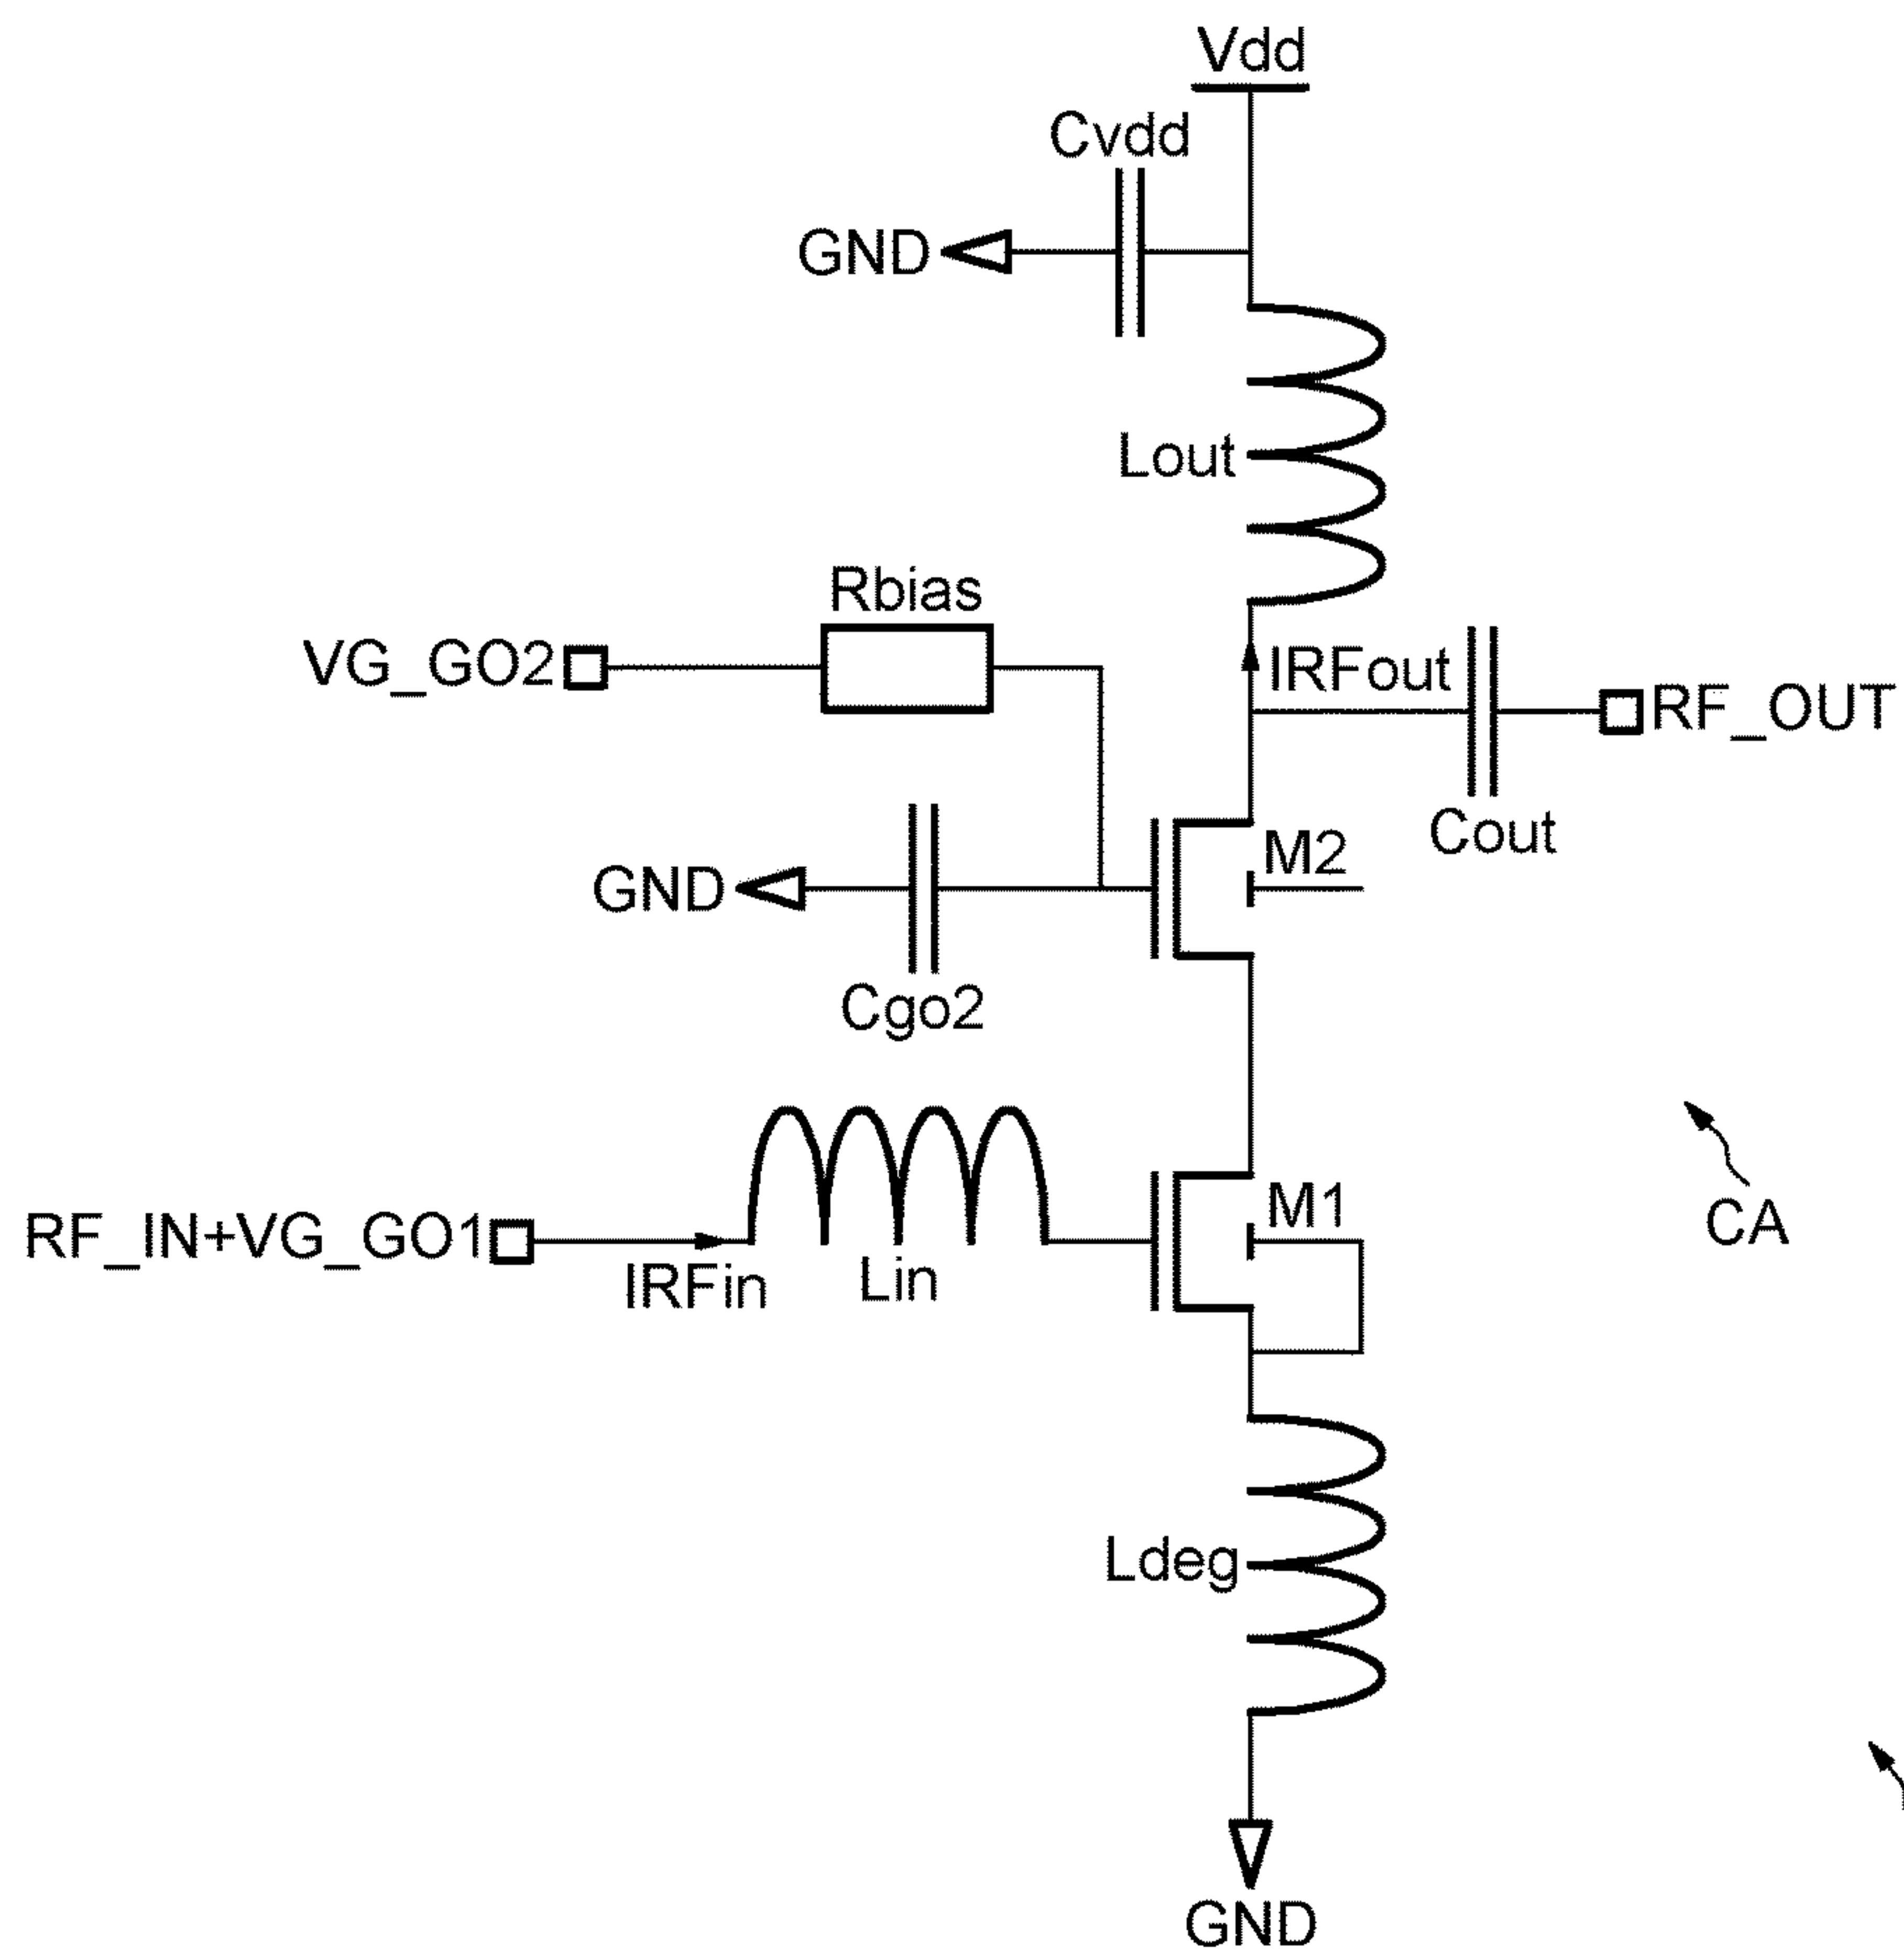 Vdd
Cvdd
GND
Lout
Rbias
VG_GO2
IRFout
RF_OUT
Cout
M2
GND
Cgo2
M1
RF_IN+VG_GO1
IRFin
Lin
CA
Ldeg
GND